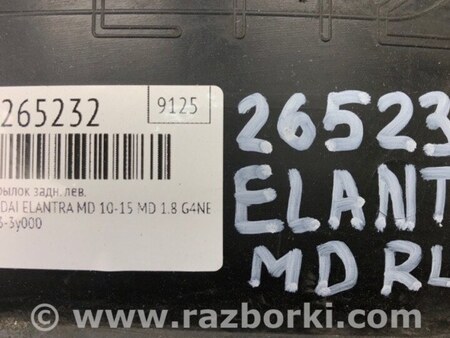 265232
9125
рылок задн. лев.
DAI ELANTRA MD 10-15 MD 1.8 G4NE
3-3y000
26523
ELANT
MD RL
www.razborki.com